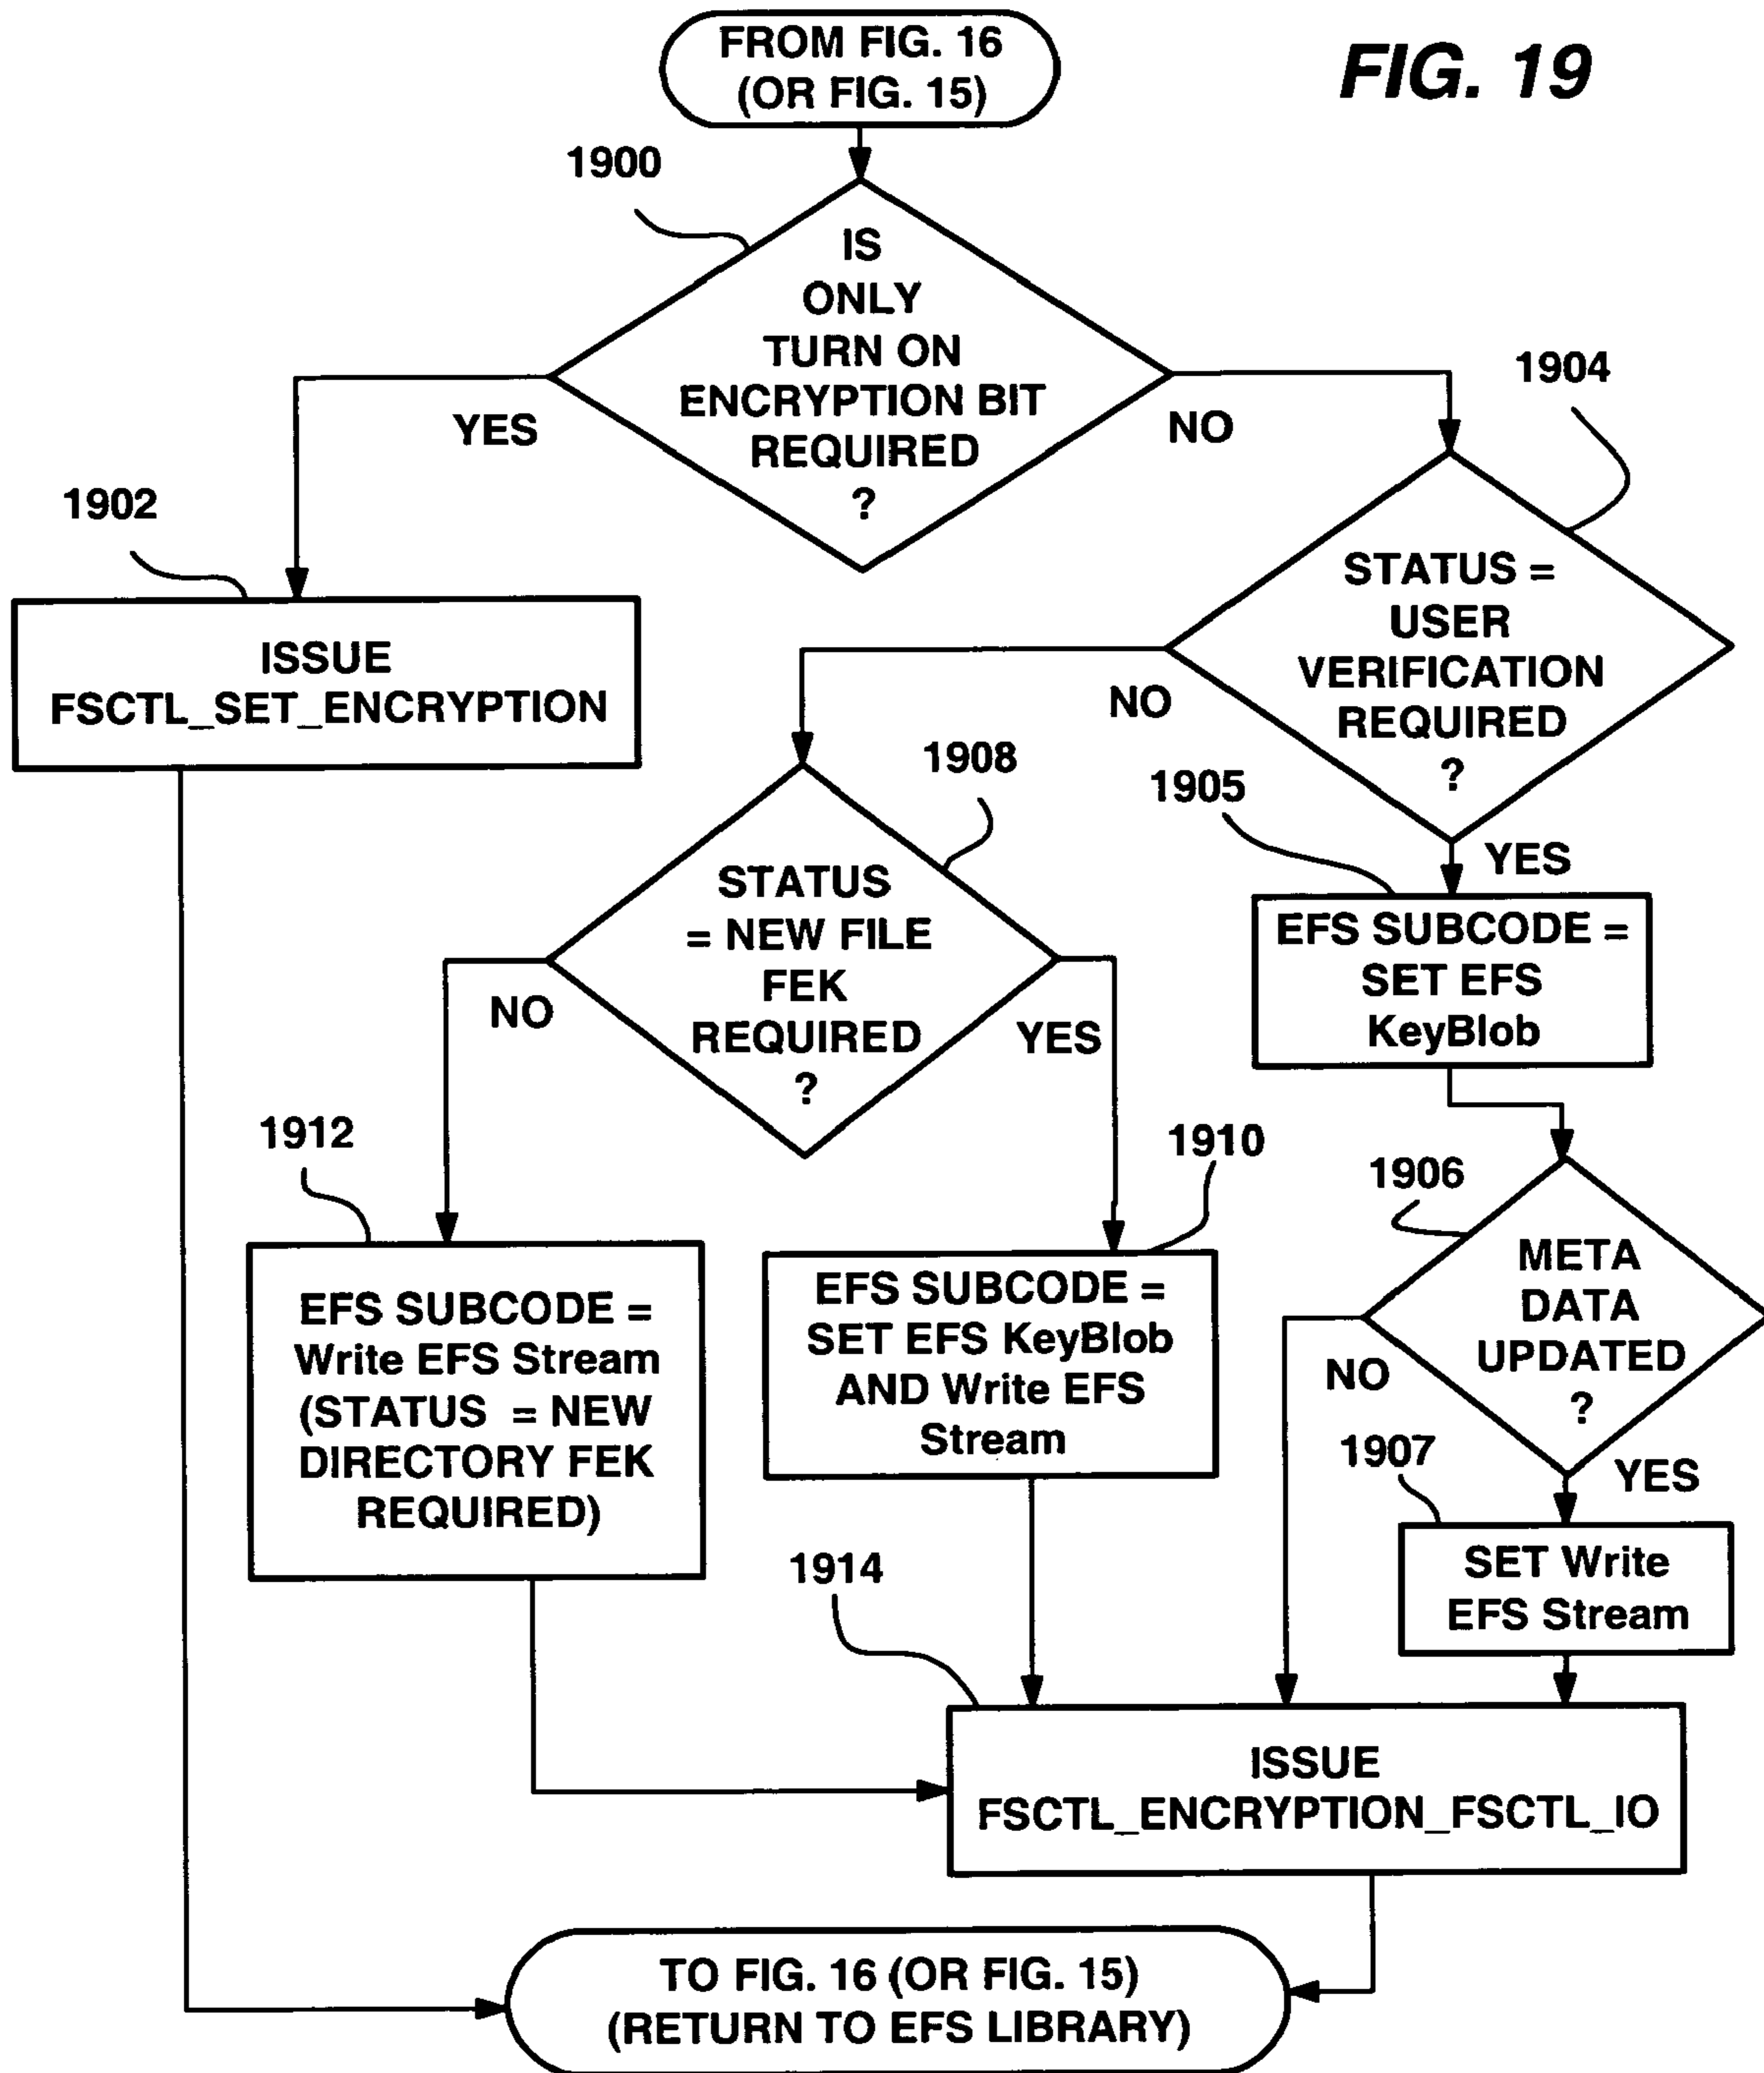 FROM FIG. 16
(OR FIG. 15)
FIG. 19
1900
IS
ONLY
TURN ON
ENCRYPTION BIT
REQUIRED
?
YES
NO
1902
ISSUE
FSCTL_SET_ENCRYPTION
1904
STATUS =
USER
VERIFICATION
REQUIRED
?
NO
YES
1908
STATUS
= NEW FILE
FEK
REQUIRED
?
NO
YES
1905
EFS SUBCODE =
SET EFS
KeyBlob
1906
META
DATA
UPDATED
?
NO
YES
1912
EFS SUBCODE =
Write EFS Stream
(STATUS = NEW
DIRECTORY FEK
REQUIRED)
1910
EFS SUBCODE =
SET EFS KeyBlob
AND Write EFS
Stream
1907
SET Write
EFS Stream
1914
ISSUE
FSCTL_ENCRYPTION_FSCTL_IO
TO FIG. 16 (OR FIG. 15)
(RETURN TO EFS LIBRARY)